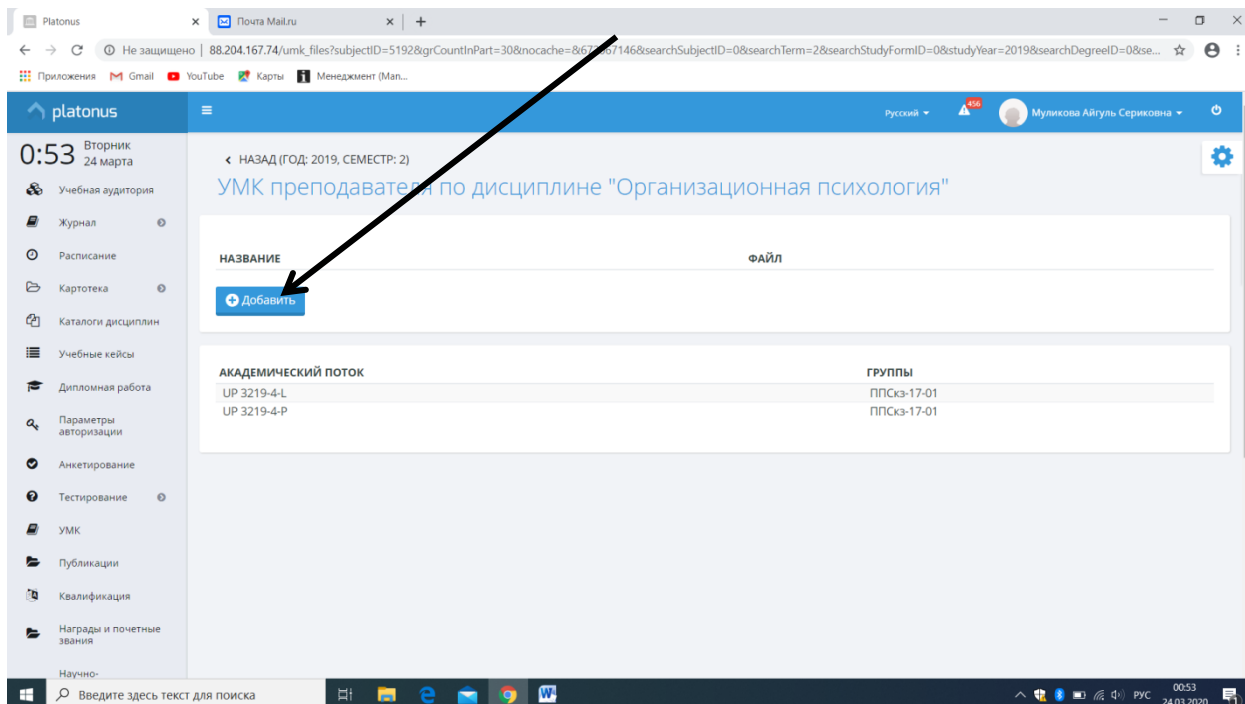 Platonus
Почта Mail.ru
Не защищено | 88.204.167.74/umk_files?subjectID=5192&grCountInPart=30&nocache=&673067146&searchSubjectID=0&searchTerm=2&searchStudyFormID=0&studyYear=2019&searchDegreeID=0&se...
Приложения Gmail YouTube Карты Менеджмент (Man...
platonus
Русский
456
Муликова Айгуль Сериковна
0:53 Вторник
24 марта
НАЗАД (ГОД: 2019, СЕМЕСТР: 2)
УМК преподавателя по дисциплине "Организационная психология"
Учебная аудитория
Журнал
Расписание
Картотека
Каталоги дисциплин
Учебные кейсы
Дипломная работа
Параметры
авторизации
Анкетирование
Тестирование
УМК
Публикации
Квалификация
Награды и почетные
звания
Научно-
НАЗВАНИЕ ФАЙЛ
Добавить
АКАДЕМИЧЕСКИЙ ПОТОК ГРУППЫ
UP 3219-4-L ППСкз-17-01
UP 3219-4-P ППСкз-17-01
Введите здесь текст для поиска
РУС
00:53
24.03.2020